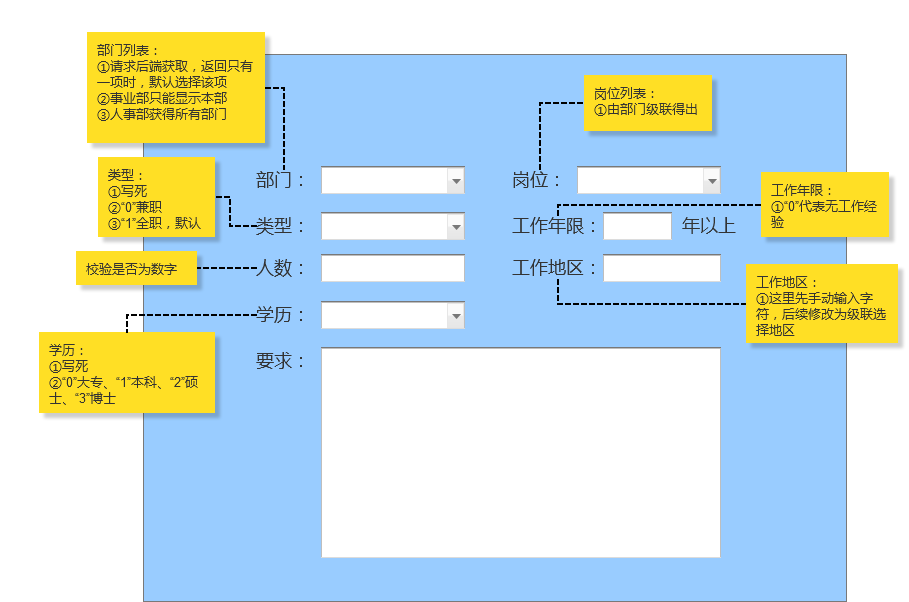 部门列表：
①请求后端获取，返回只有
一项时，默认选择该项
②事业部只能显示本部
③人事部获得所有部门
岗位列表：
①由部门级联得出
部门：
岗位：
类型：
①写死
②“0”兼职
③“1”全职，默认
工作年限：
①“0”代表无工作经
验
类型：
工作年限：
年以上
校验是否为数字
人数：
工作地区：
工作地区：
①这里先手动输入字
符，后续修改为级联选
择地区
学历：
学历：
①写死
②“0”大专、“1”本科、“2”硕
士、“3”博士
要求：